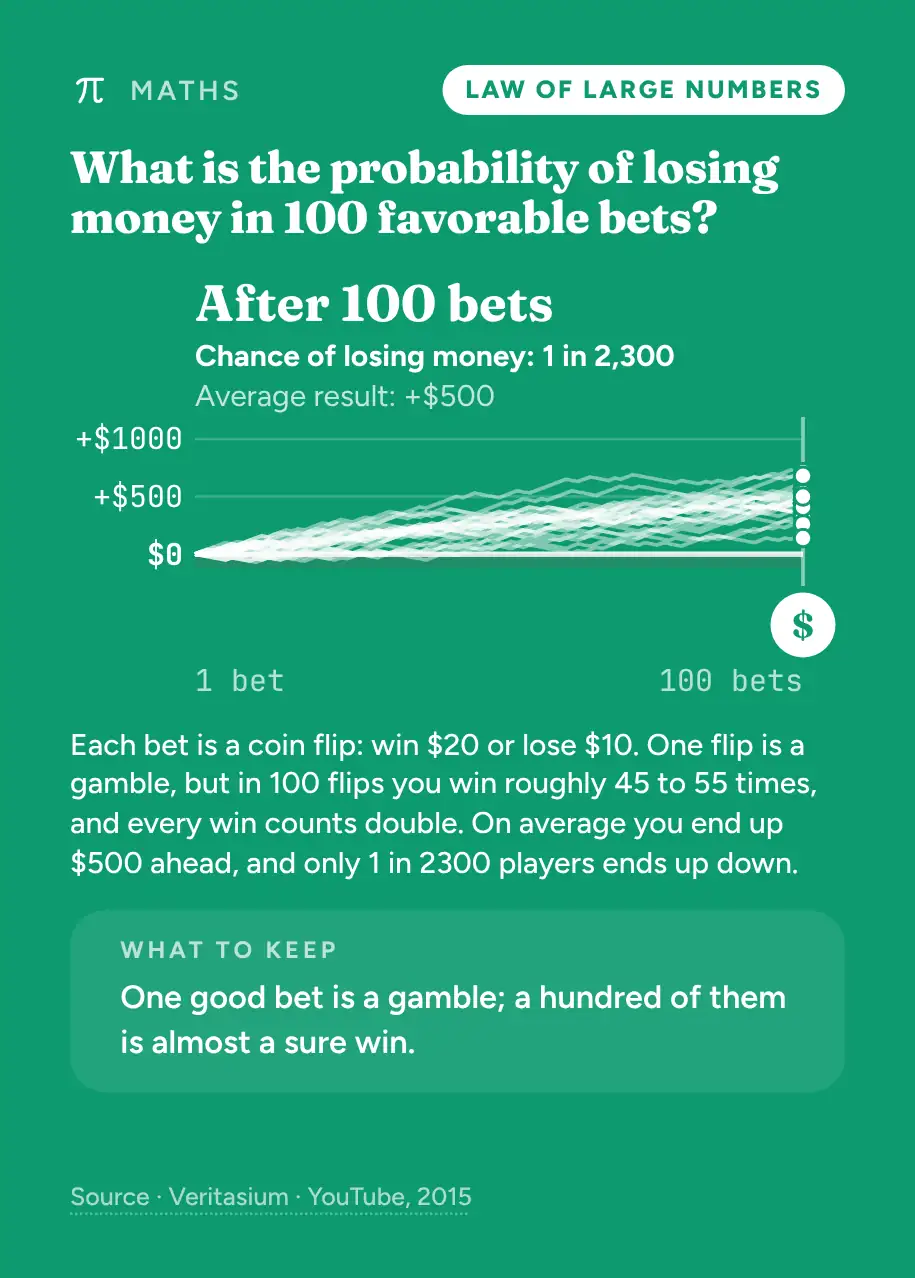 π MATHS
LAW OF LARGE NUMBERS
What is the probability of losing
money in 100 favorable bets?
After 100 bets
Chance of losing money: 1 in 2,300
Average result: +$500
+$1000
+$500
$0
$
1 bet
100 bets
Each bet is a coin flip: win $20 or lose $10. One flip is a
gamble, but in 100 flips you win roughly 45 to 55 times,
and every win counts double. On average you end up
$500 ahead, and only 1 in 2300 players ends up down.
WHAT TO KEEP
One good bet is a gamble; a hundred of them
is almost a sure win.
Source · Veritasium · YouTube, 2015